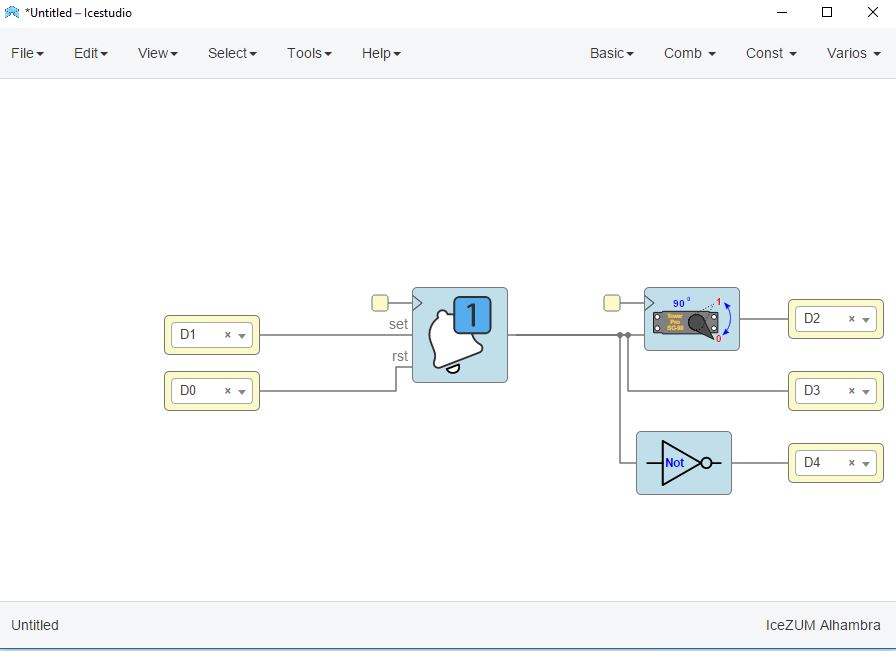 *Untitled – Icestudio
File Edit View Select Tools Help Basic Comb Const Varios
D1 ×
D0 ×
set
rst
1
90 º
1
Tower
Pro
SG-90
0
D2 ×
D3 ×
Not
D4 ×
Untitled IceZUM Alhambra